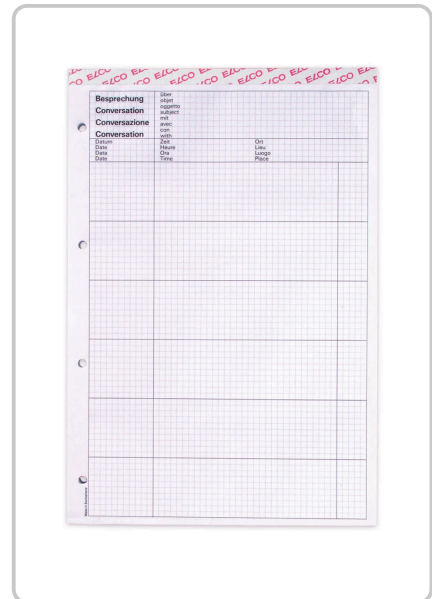 ELCO ELCO ELCO ELCO ELCO ELCO
Besprechung
Conversation
Conversazione
Conversation
über
objet
oggetto
subject
mit
avec
con
with
Datum
Date
Data
Date
Zeit
Heure
Ora
Time
Ort
Lieu
Luogo
Place